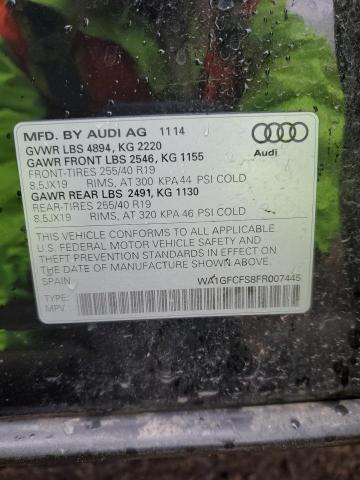 MFD. BY AUDI AG 11 14
GVWR LBS 4894, KG 2220
GAWR FRONT LBS 2546, KG 1155
FRONT-TIRES 255/40 R19
8.5JX19 RIMS, AT 300 KPA 44 PSI COLD
GAWR REAR LBS 2491, KG 1130
REAR-TIRES 255/40 R19
8.5JX19 RIMS, AT 320 KPA 46 PSI COLD
Audi
THIS VEHICLE CONFORMS TO ALL APPLICABLE
U.S. FEDERAL MOTOR VEHICLE SAFETY AND
THEFT PREVENTION STANDARDS IN EFFECT ON
THE DATE OF MANUFACTURE SHOWN ABOVE.
SPAIN WA1GFCFS8FR007445
TYPE: